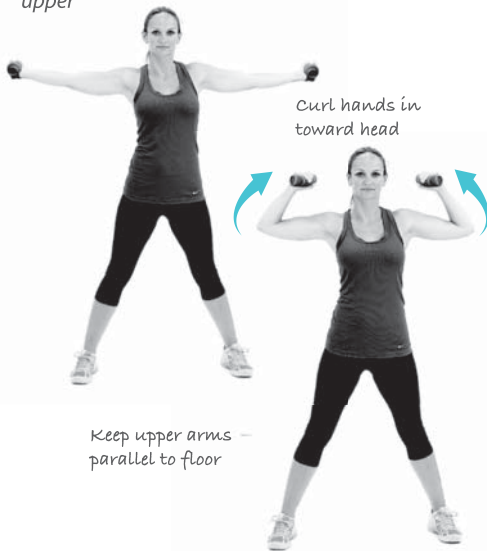 upper
Curl hands in
toward head
Keep upper arms
parallel to floor